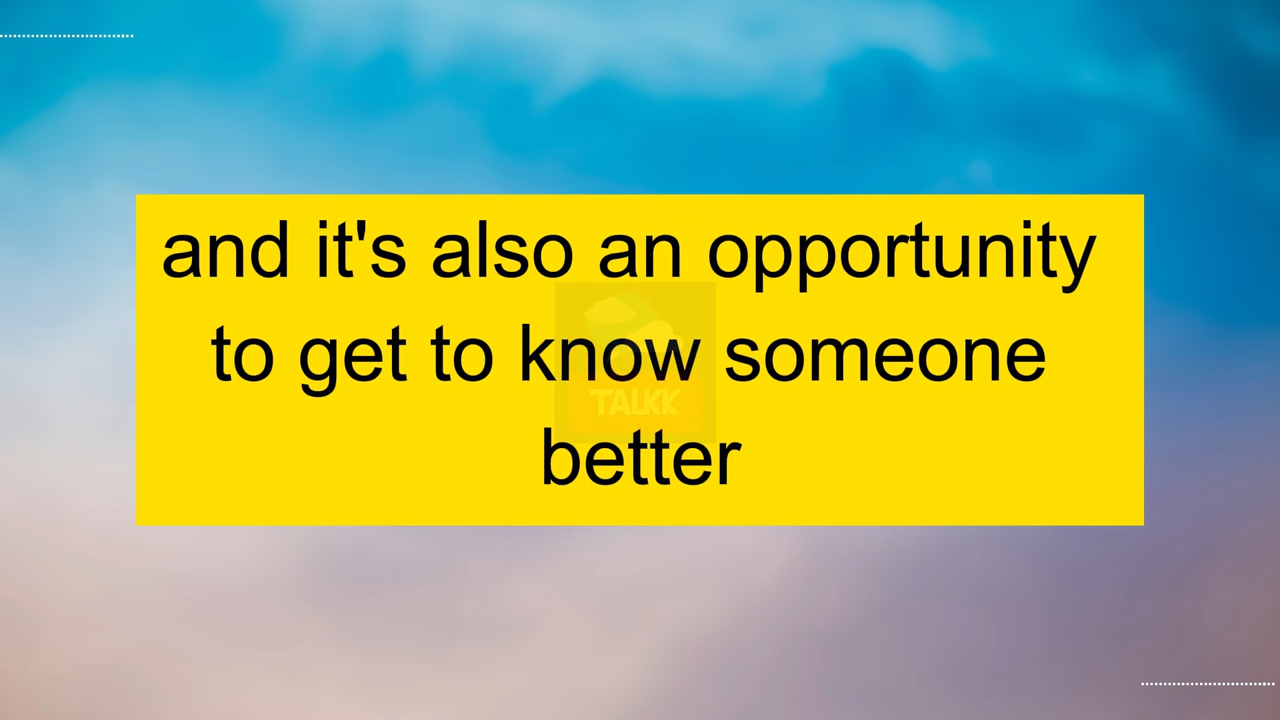 and it's also an opportunity
to get to know someone
TALKK
better